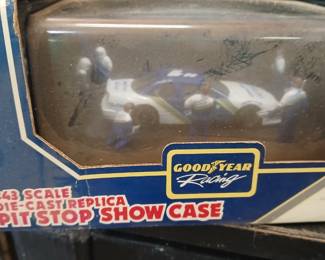 GOODYEAR
Racing
:43 SCALE
DIE-CAST REPLICA
PIT STOP SHOW CASE